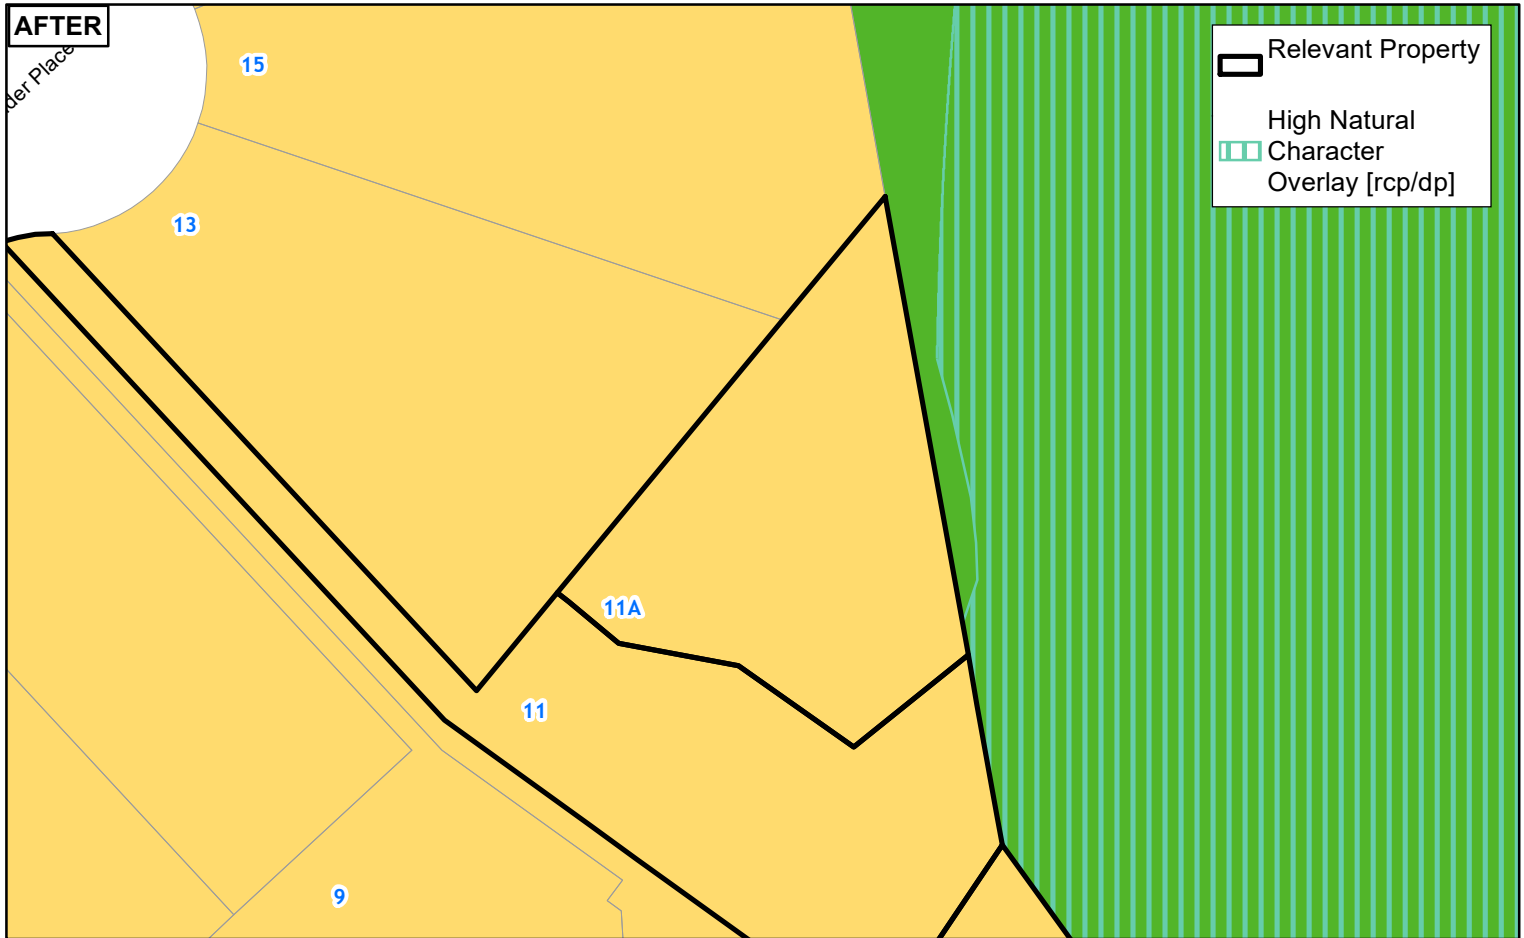 AFTER
der Place
15
13
11A
11
9
Relevant Property
High Natural
Character
Overlay [rcp/dp]